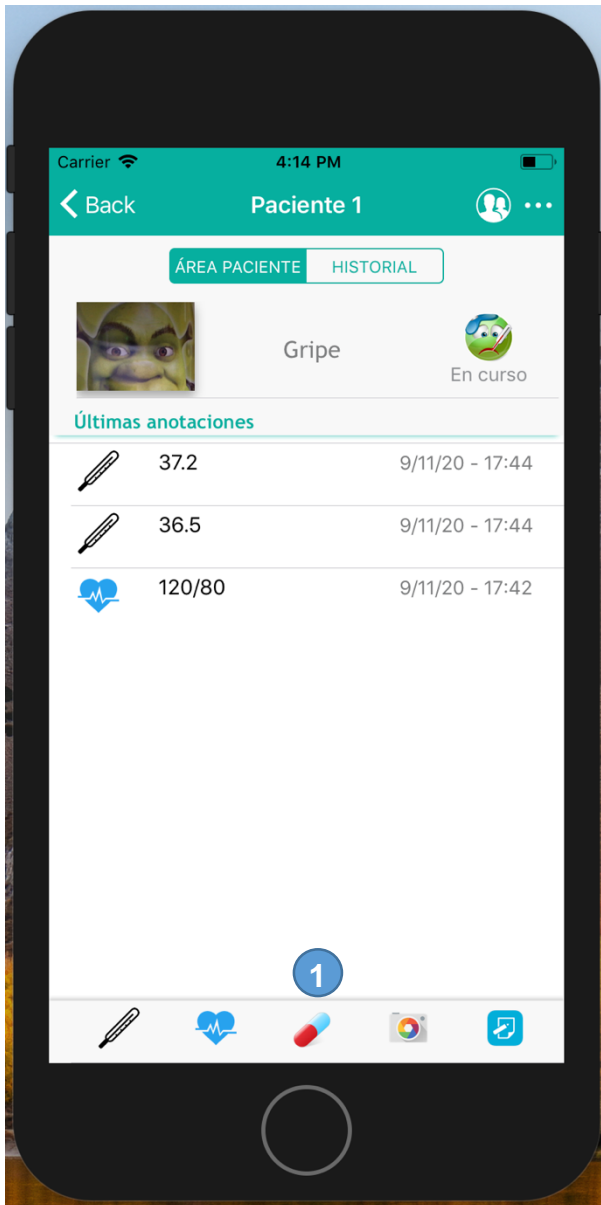 Carrier 4:14 PM
Back Paciente 1 ...
ÁREA PACIENTE HISTORIAL
Gripe
En curso
Últimas anotaciones
37.2 9/11/20 - 17:44
36.5 9/11/20 - 17:44
120/80 9/11/20 - 17:42
1